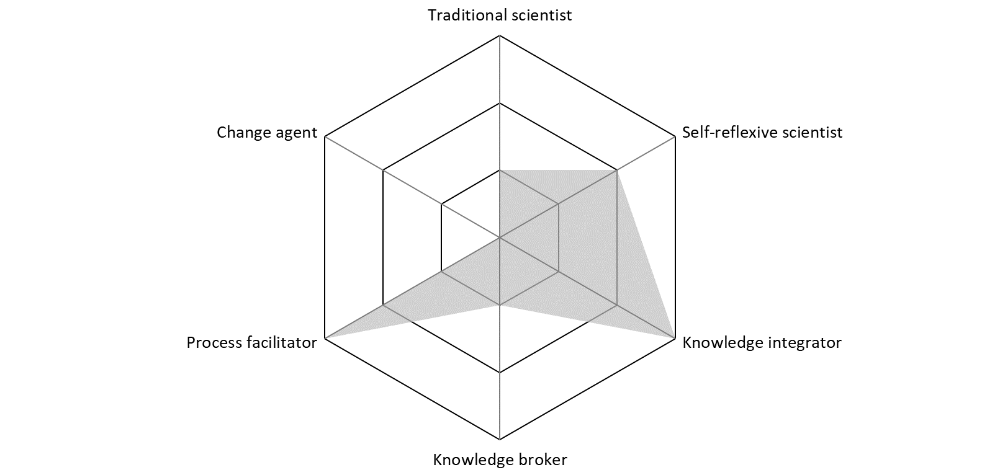 Traditional scientist
Change agent
Self-reflexive scientist
Process facilitator
Knowledge integrator
Knowledge broker